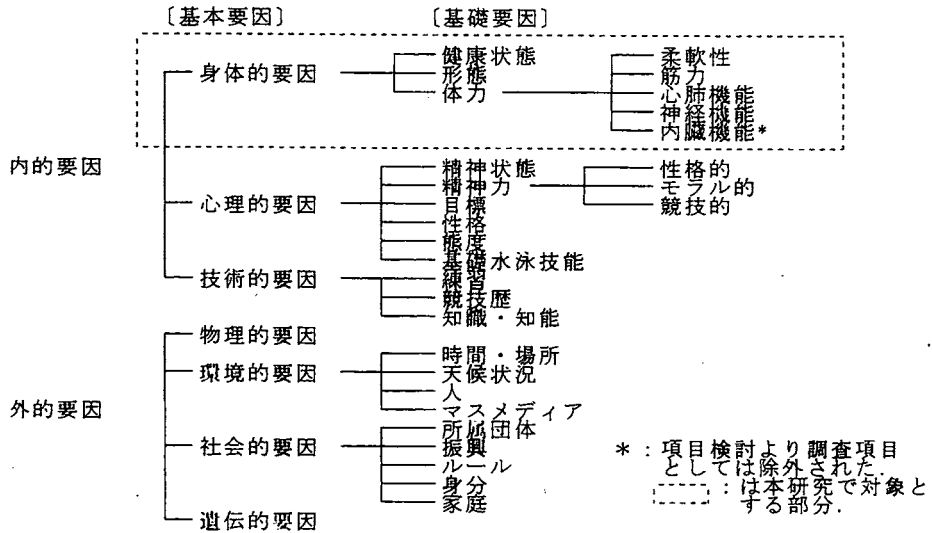 〔基本要因〕 〔基礎要因〕
健康状態 柔軟性
身体的要因 形態 筋力
体力 心肺機能
神経機能
内臓機能*
内的要因 精神状態 性格的
精神力 モラル的
心理的要因 目標 競技的
性格
態度
基礎水泳技能
技術的要因 練習
競技歴
知識・知能
物理的要因
時間・場所
環境的要因 天候状況
人
外的要因 マスメディア
所属団体
社会的要因 振興 *:項目検討より調査項目
ルール としては除外された.
身分 :は本研究で対象と
家庭 する部分.
遺伝的要因